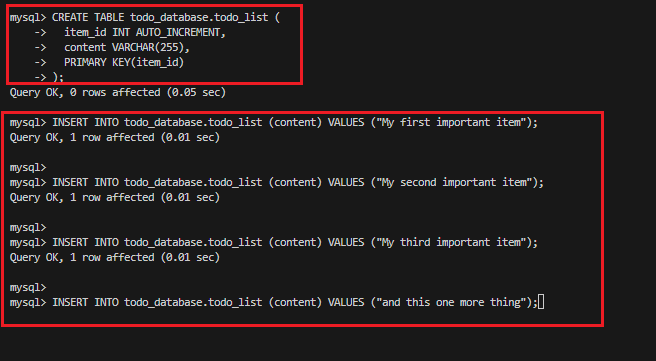 mysql> CREATE TABLE todo_database.todo_list (
    ->   item_id INT AUTO_INCREMENT,
    ->   content VARCHAR(255),
    ->   PRIMARY KEY(item_id)
    -> );
Query OK, 0 rows affected (0.05 sec)
mysql> INSERT INTO todo_database.todo_list (content) VALUES ("My first important item");
Query OK, 1 row affected (0.01 sec)
mysql>
mysql> INSERT INTO todo_database.todo_list (content) VALUES ("My second important item");
Query OK, 1 row affected (0.01 sec)
mysql>
mysql> INSERT INTO todo_database.todo_list (content) VALUES ("My third important item");
Query OK, 1 row affected (0.01 sec)
mysql>
mysql> INSERT INTO todo_database.todo_list (content) VALUES ("and this one more thing");